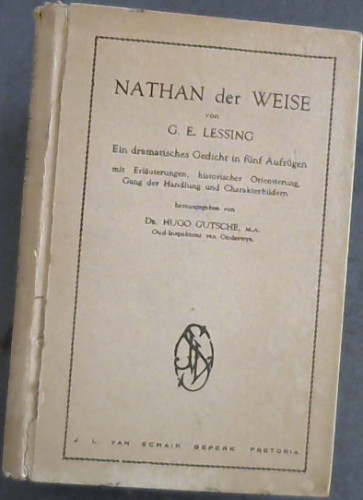 NATHAN der WEISE
von
G. E. LESSING
Ein dramatisches Gedicht in fünf Aufzügen
mit Erläuterungen, historischer Orientierung,
Gang der Handlung und Charakterbildern
herausgegeben von
Dr. HUGO GUTSCHE, M.A.
Oud-Inspekteur van Onderwys.
J. L. VAN SCHAIK BEPERK PRETORIA